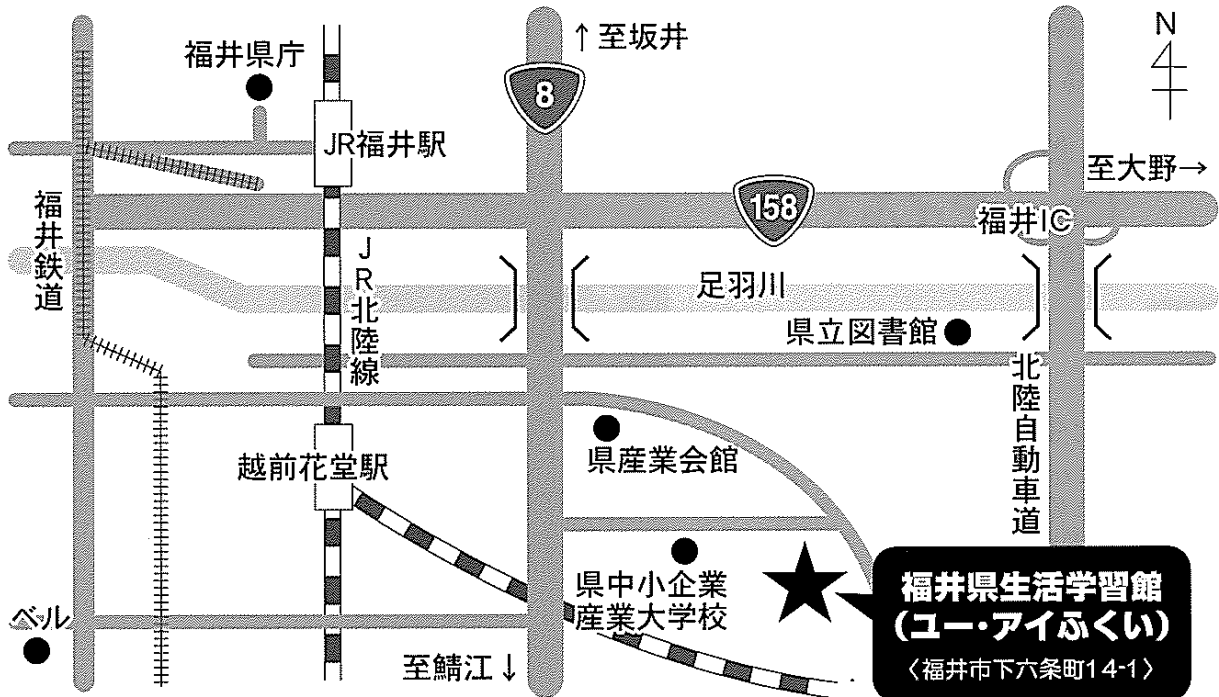 ↑至坂井
N
福井県庁
8
JR福井駅
至大野→
158
福井鉄道
福井IC
JR北陸線
足羽川
県立図書館
北陸自動車道
県産業会館
越前花堂駅
県中小企業
産業大学校
福井県生活学習館
(ユー・アイふくい)
〈福井市下六条町14-1〉
ベル
至鯖江↓